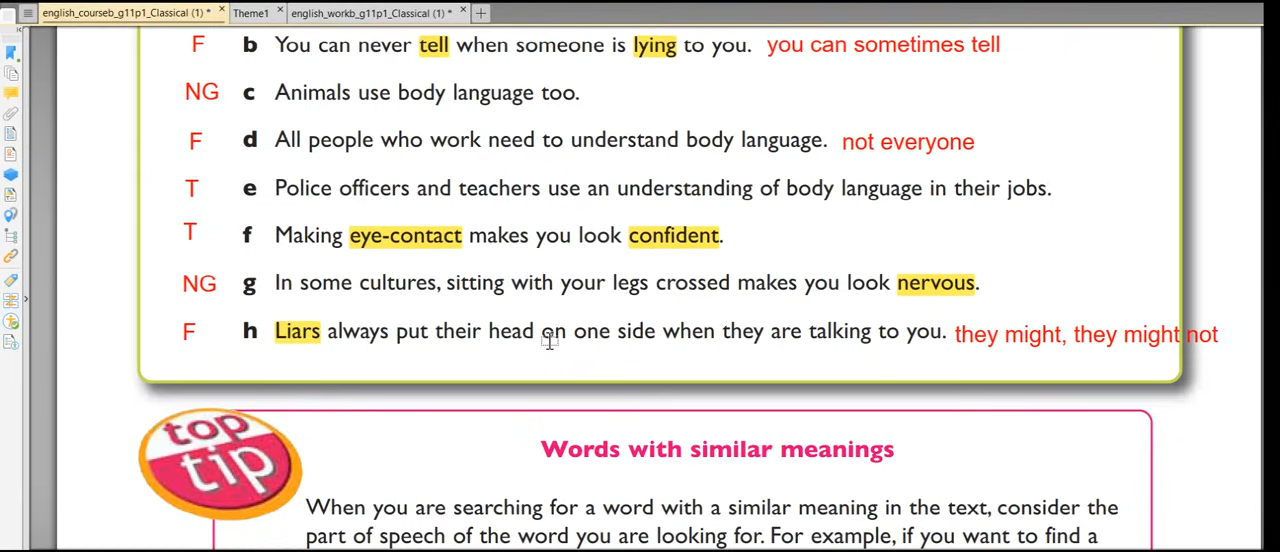 english_courseb_g11p1_Classical (1) *
Theme1
english_workb_g11p1_Classical (1) *
F b You can never tell when someone is lying to you. you can sometimes tell
NG c Animals use body language too.
F d All people who work need to understand body language. not everyone
T e Police officers and teachers use an understanding of body language in their jobs.
T f Making eye-contact makes you look confident.
NG g In some cultures, sitting with your legs crossed makes you look nervous.
F h Liars always put their head on one side when they are talking to you. they might, they might not
top
tip
Words with similar meanings
When you are searching for a word with a similar meaning in the text, consider the
part of speech of the word you are looking for. For example, if you want to find a